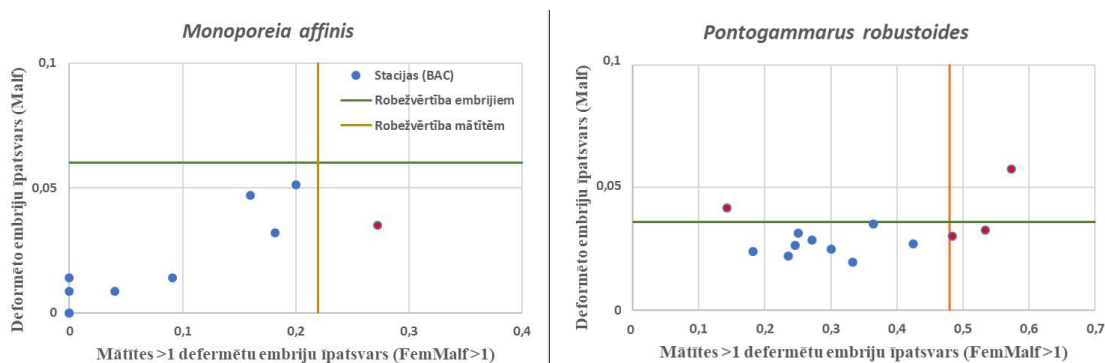 Monoporeia affinis
Deformēto embriju īpatsvars (Malf)
0,1
0,05
0
Stacijas (BAC)
Robežvērtība embrijiem
Robežvērtība mātītēm
0 0,1 0,2 0,3 0,4
Mātītes >1 defermētu embriju īpatsvars (FemMalf >1)
Pontogammarus robustoides
Deformēto embriju īpatsvars (Malf)
0,1
0,05
0
0 0,1 0,2 0,3 0,4 0,5 0,6 0,7
Mātītes >1 defermētu embriju īpatsvars (FemMalf >1)